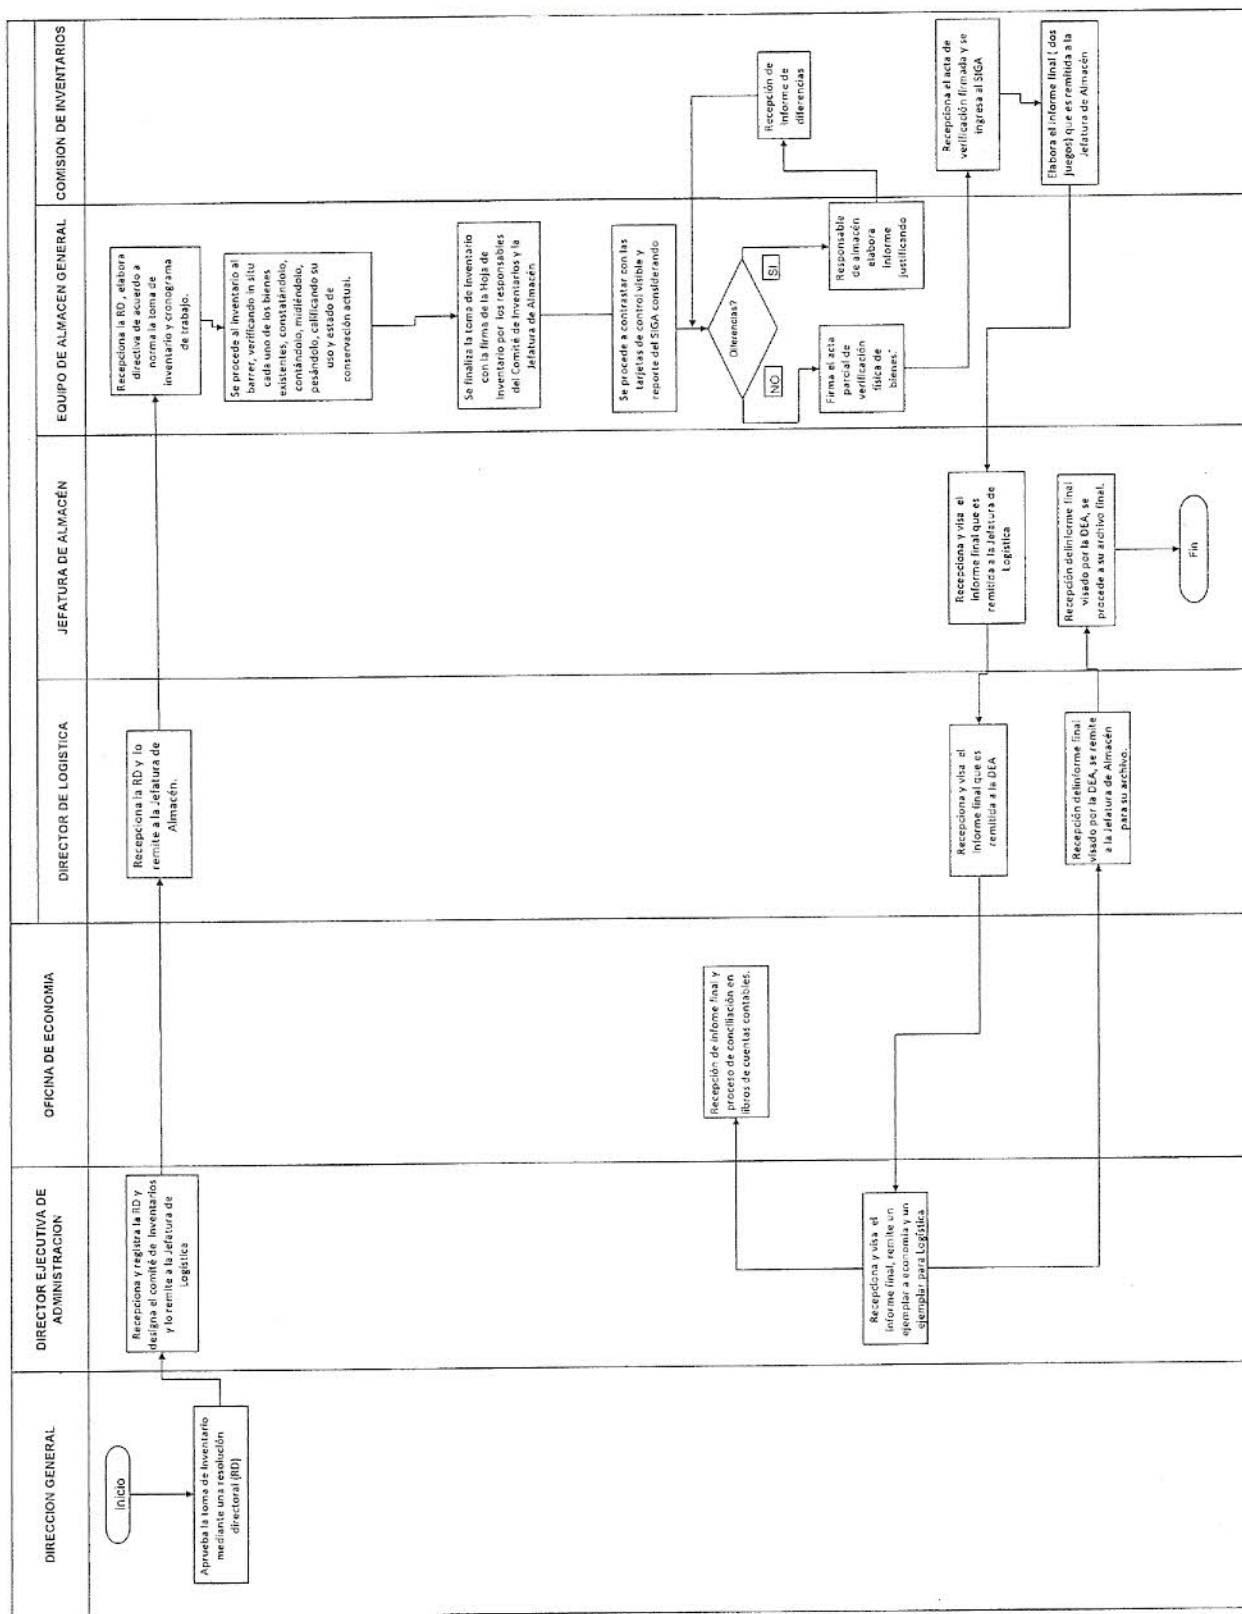 DIRECCION GENERAL
DIRECTOR EJECUTIVA DE
ADMINISTRACION
OFICINA DE ECONOMIA
DIRECTOR DE LOGISTICA
JEFATURA DE ALMACÉN
EQUIPO DE ALMACEN GENERAL
COMISION DE INVENTARIOS
Inicio
Aprueba la toma de Inventario
mediante una resolución
directoral (RD)
Recepciona y registra la RD y
designa el comité de Inventarios
y lo remite a la Jefatura de
Logística
Recepciona la RD y lo
remite a la Jefatura de
Almacén.
Recepciona la RD , elabora
directiva de acuerdo a
norma la toma de
inventario y cronograma
de trabajo.
Se procede al inventario al
barrer, verificando in situ
cada uno de los bienes
existentes, constatándolo,
contándolo, midiéndolo,
pesándolo, calificando su
uso y estado de
conservación actual.
Se finaliza la toma de Inventario
con la firma de la Hoja de
Inventario por los responsables
del Comité de Inventarios y la
Jefatura de Almacén
Se procede a contrastar con las
tarjetas de control visible y
reporte del SIGA considerando
Diferencias?
NO
SI
Firma el acta
parcial de
verificación
física de
bienes."
Responsable
de almacén
elabora
informe
justificando
Recepción de
Informe de
diferencias
Recepciona el acta de
verificación firmada y se
ingresa al SIGA
Elabora el informe final ( dos
juegos) que es remitida a la
Jefatura de Almacén
Recepciona y visa el
informe final que es
remitida a la Jefatura de
Logística
Recepciona y visa el
informe final que es
remitida a la DEA
Recepciona y visa el
informe final, remite un
ejemplar a economía y un
ejemplar para Logística
Recepción de infome final y
proceso de conciliación en
libros de cuentas contables.
Recepción delinforme final
visado por la DEA, se remite
a la Jefatura de Almacén
para su archivo.
Recepción delinforme final
visado por la DEA, se
procede a su archivo final.
Fin